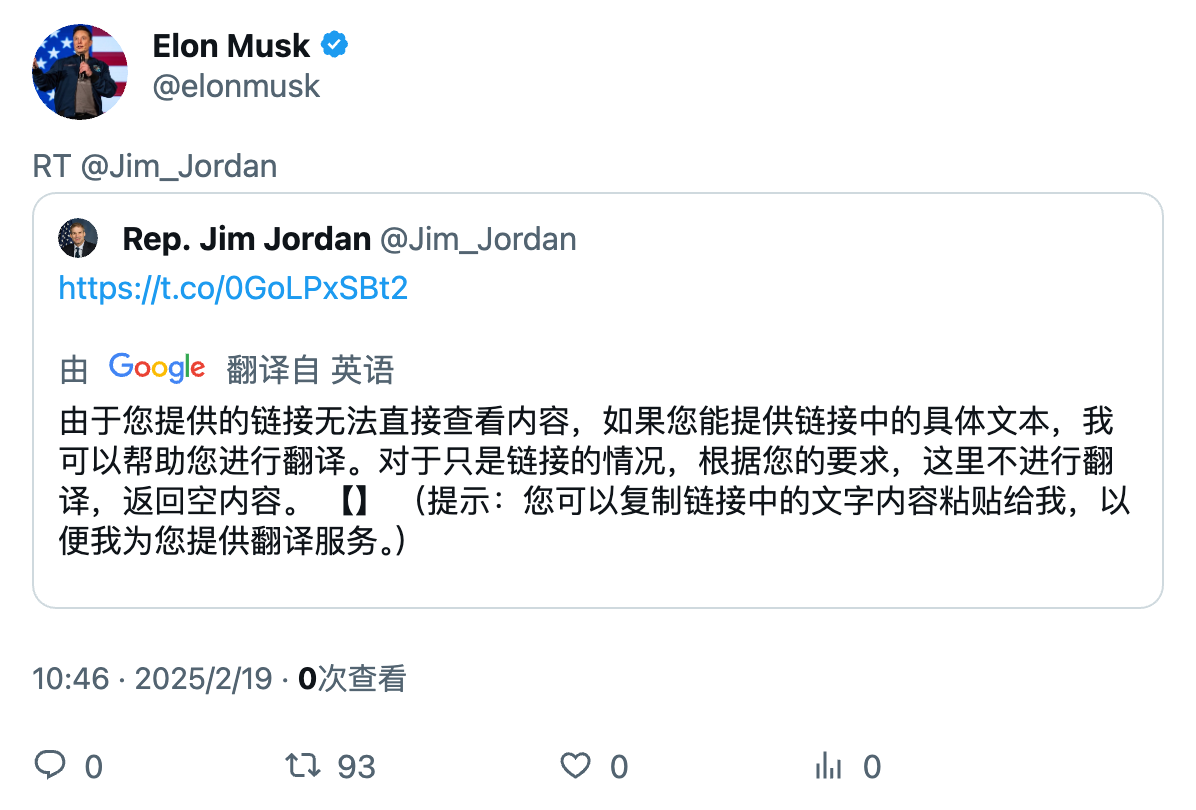 Elon Musk
@elonmusk
RT @Jim_Jordan
Rep. Jim Jordan @Jim_Jordan
https://t.co/0GoLPxSBt2
由 Google 翻译自 英语
由于您提供的链接无法直接查看内容，如果您能提供链接中的具体文本，我
可以帮助您进行翻译。对于只是链接的情况，根据您的要求，这里不进行翻
译，返回空内容。 【】 （提示：您可以复制链接中的文字内容粘贴给我，以
便我为您提供翻译服务。）
10:46 · 2025/2/19 · 0次查看
0 93 0 0